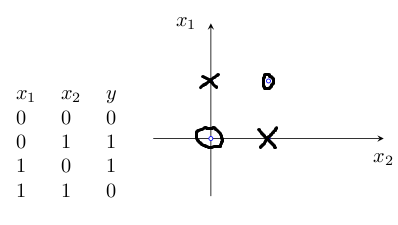 x₁ x₂ y
0 0 0
0 1 1
1 0 1
1 1 0
x₁
x₂